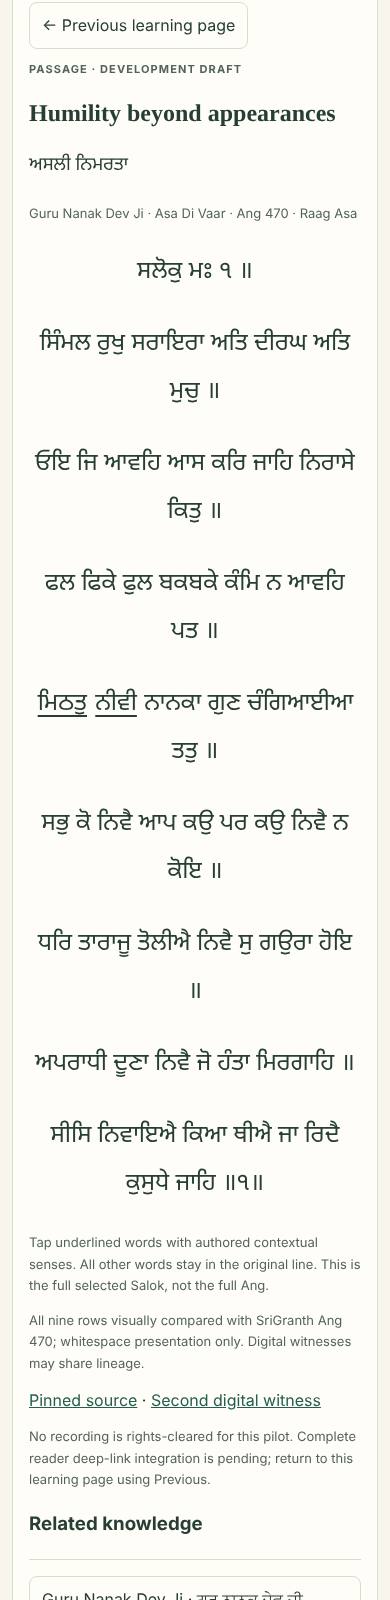 ← Previous learning page
PASSAGE · DEVELOPMENT DRAFT
Humility beyond appearances
ਅਸਲੀ ਨਿਮਰਤਾ
Guru Nanak Dev Ji · Asa Di Vaar · Ang 470 · Raag Asa
ਸਲੋਕੁ ਮਃ ੧ ॥
ਸਿੰਮਲ ਰੁਖੁ ਸਰਾਇਰਾ ਅਤਿ ਦੀਰਘ ਅਤਿ
ਮੁਚੁ ॥
ਓਇ ਜਿ ਆਵਹਿ ਆਸ ਕਰਿ ਜਾਹਿ ਨਿਰਾਸੇ
ਕਿਤੁ ॥
ਫਲ ਫਿਕੇ ਫੁਲ ਬਕਬਕੇ ਕੰਮਿ ਨ ਆਵਹਿ
ਪਤ ॥
ਮਿਠਤੁ ਨੀਵੀ ਨਾਨਕਾ ਗੁਣ ਚੰਗਿਆਈਆ
ਤਤੁ ॥
ਸਭੁ ਕੋ ਨਿਵੈ ਆਪ ਕਉ ਪਰ ਕਉ ਨਿਵੈ ਨ
ਕੋਇ ॥
ਧਰਿ ਤਾਰਾਜੂ ਤੋਲੀਐ ਨਿਵੈ ਸੁ ਗਉਰਾ ਹੋਇ
॥
ਅਪਰਾਧੀ ਦੂਣਾ ਨਿਵੈ ਜੋ ਹੰਤਾ ਮਿਰਗਾਹਿ ॥
ਸੀਸਿ ਨਿਵਾਇਐ ਕਿਆ ਥੀਐ ਜਾ ਰਿਦੈ
ਕੁਸੁਧੇ ਜਾਹਿ ॥੧॥
Tap underlined words with authored contextual
senses. All other words stay in the original line. This is
the full selected Salok, not the full Ang.
All nine rows visually compared with SriGranth Ang
470; whitespace presentation only. Digital witnesses
may share lineage.
Pinned source · Second digital witness
No recording is rights-cleared for this pilot. Complete
reader deep-link integration is pending; return to this
learning page using Previous.
Related knowledge
Guru Nanak Dev Ji · ਗੁਰੂ ਨਾਨਕ ਦੇਵ ਜੀ